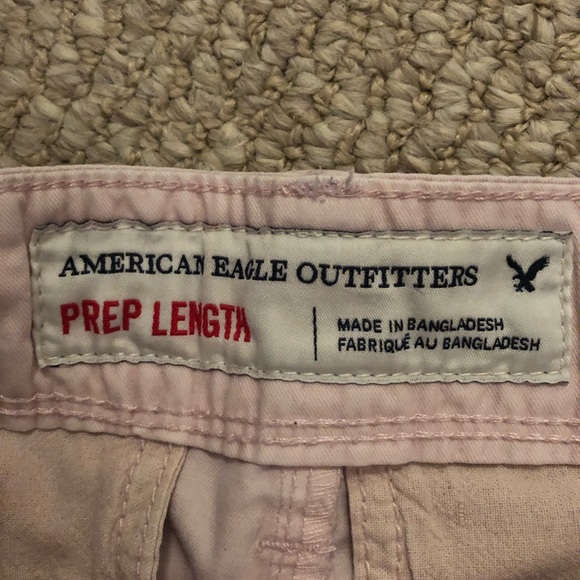 AMERICAN EAGLE OUTFITTERS
PREP LENGTH
MADE IN BANGLADESH
FABRIQUÉ AU BANGLADESH